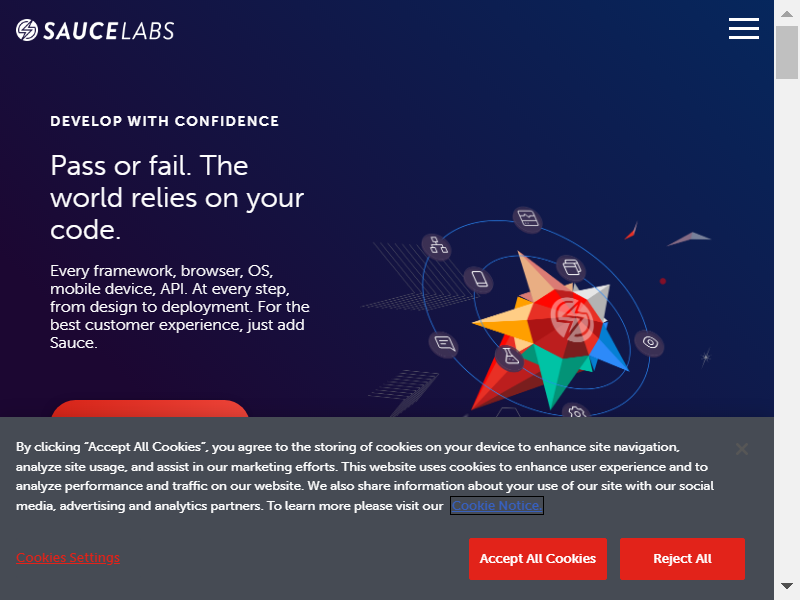 SAUCELABS
DEVELOP WITH CONFIDENCE
Pass or fail. The
world relies on your
code.
Every framework, browser, OS,
mobile device, API. At every step,
from design to deployment. For the
best customer experience, just add
Sauce.
By clicking “Accept All Cookies”, you agree to the storing of cookies on your device to enhance site navigation,
analyze site usage, and assist in our marketing efforts. This website uses cookies to enhance user experience and to
analyze performance and traffic on our website. We also share information about your use of our site with our social
media, advertising and analytics partners. To learn more please visit our Cookie Notice.
Cookies Settings
Accept All Cookies
Reject All